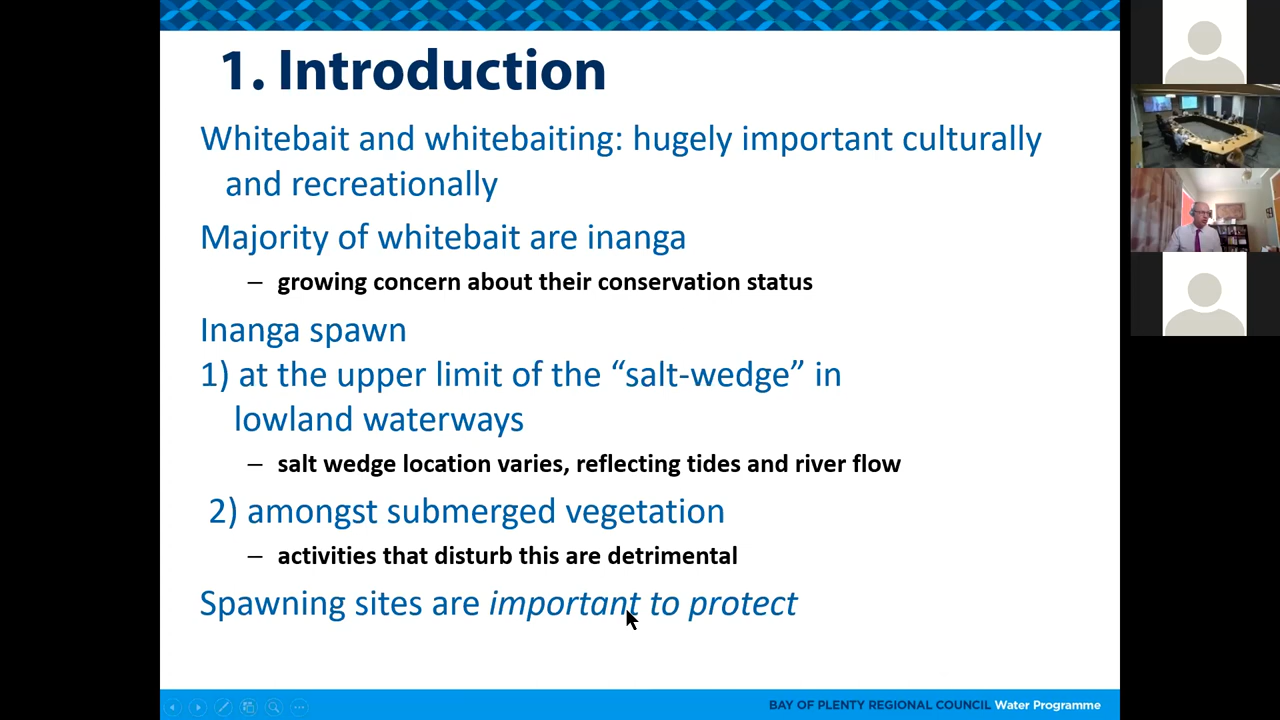 1. Introduction
Whitebait and whitebaiting: hugely important culturally
and recreationally
Majority of whitebait are inanga
– growing concern about their conservation status
Inanga spawn
1) at the upper limit of the “salt-wedge” in
lowland waterways
– salt wedge location varies, reflecting tides and river flow
2) amongst submerged vegetation
– activities that disturb this are detrimental
Spawning sites are important to protect
BAY OF PLENTY REGIONAL COUNCIL Water Programme